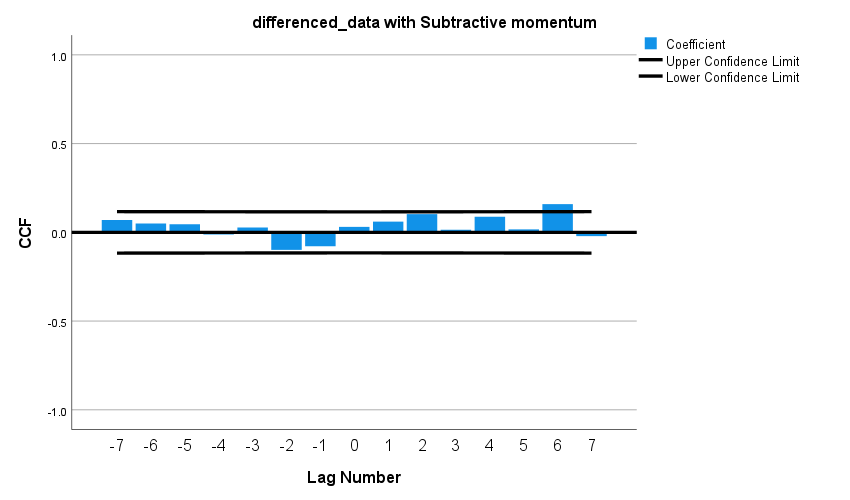 differenced_data with Subtractive momentum
Coefficient
Upper Confidence Limit
Lower Confidence Limit
CCF
1.0
0.5
0.0
-0.5
-1.0
-7 -6 -5 -4 -3 -2 -1 0 1 2 3 4 5 6 7
Lag Number